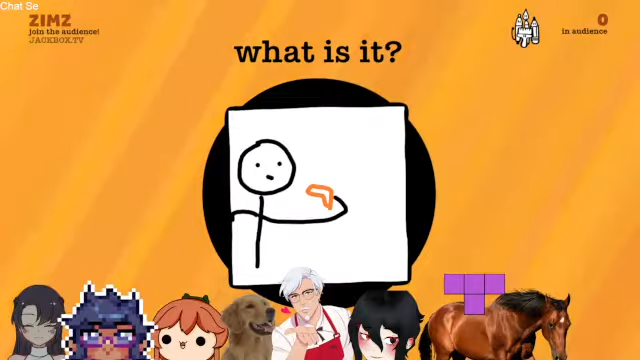 Chat Se
ZIMZ
join the audience!
JACKBOX.TV
0
in audience
what is it?